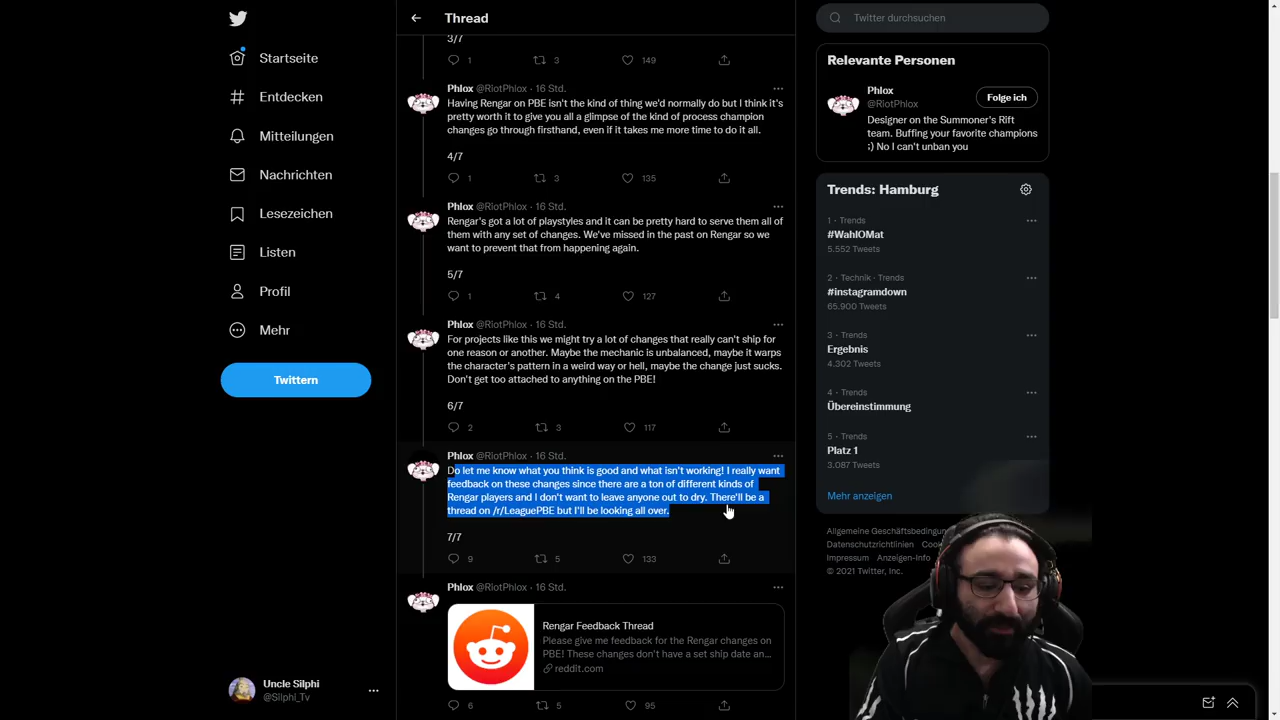 Startseite
Entdecken
Mitteilungen
Nachrichten
Lesezeichen
Listen
Profil
Mehr
Twittern
Uncle Silphi
@Silphi_Tv
Thread
3/7
1 3 149
Phlox @RiotPhlox · 16 Std.
Having Rengar on PBE isn't the kind of thing we'd normally do but I think it's
pretty worth it to give you all a glimpse of the kind of process champion
changes go through firsthand, even if it takes me more time to do it all.
4/7
1 3 135
Phlox @RiotPhlox · 16 Std.
Rengar's got a lot of playstyles and it can be pretty hard to serve them all of
them with any set of changes. We've missed in the past on Rengar so we
want to prevent that from happening again.
5/7
1 4 127
Phlox @RiotPhlox · 16 Std.
For projects like this we might try a lot of changes that really can't ship for
one reason or another. Maybe the mechanic is unbalanced, maybe it warps
the character's pattern in a weird way or hell, maybe the change just sucks.
Don't get too attached to anything on the PBE!
6/7
2 3 117
Phlox @RiotPhlox · 16 Std.
Do let me know what you think is good and what isn't working! I really want
feedback on these changes since there are a ton of different kinds of
Rengar players and I don't want to leave anyone out to dry. There'll be a
thread on /r/LeaguePBE but I'll be looking all over.
7/7
9 5 133
Phlox @RiotPhlox · 16 Std.
Rengar Feedback Thread
Please give me feedback for the Rengar changes on
PBE! These changes don't have a set ship date an...
reddit.com
6 5 95
Twitter durchsuchen
Relevante Personen
Phlox
@RiotPhlox
Folge ich
Designer on the Summoner's Rift
team. Buffing your favorite champions
;) No I can't unban you
Trends: Hamburg
1 · Trends
#WahlOMat
5.552 Tweets
2 · Technik · Trends
#instagramdown
65.900 Tweets
3 · Trends
Ergebnis
4.302 Tweets
4 · Trends
Übereinstimmung
5 · Trends
Platz 1
3.087 Tweets
Mehr anzeigen
Allgemeine Geschäftsbedingun
Datenschutzrichtlinien Cook
Impressum Anzeigen-Info
© 2021 Twitter, Inc.